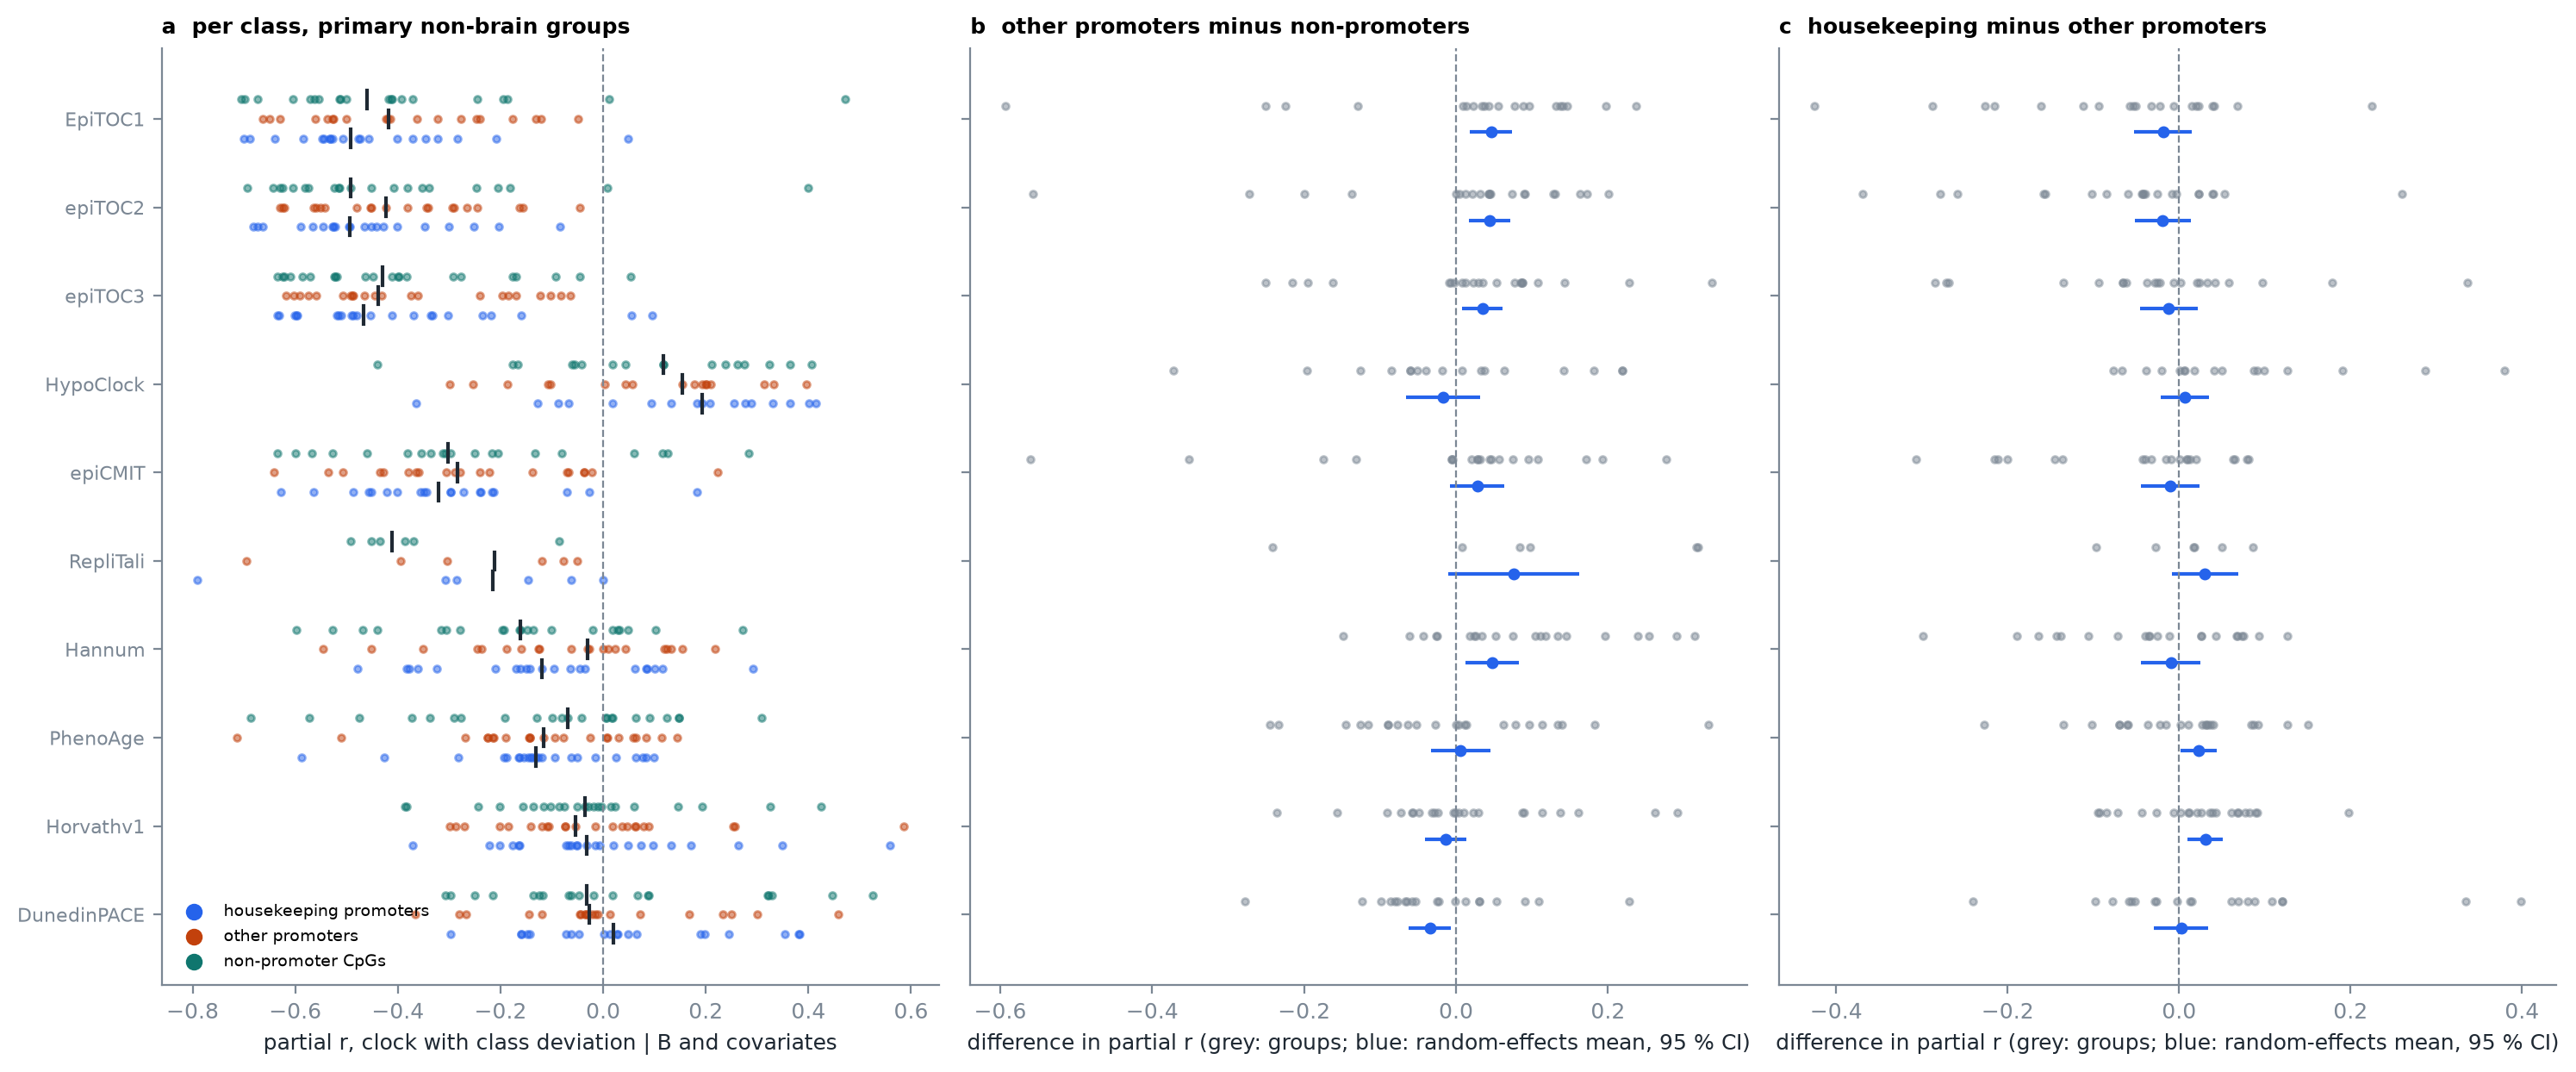 a  per class, primary non-brain groups
EpiTOC1
epiTOC2
epiTOC3
HypoClock
epiCMIT
RepliTali
Hannum
PhenoAge
Horvathv1
DunedinPACE
housekeeping promoters
other promoters
non-promoter CpGs
−0.8 −0.6 −0.4 −0.2 0.0 0.2 0.4 0.6
partial r, clock with class deviation | B and covariates
b  other promoters minus non-promoters
−0.6 −0.4 −0.2 0.0 0.2
difference in partial r (grey: groups; blue: random-effects mean, 95 % CI)
c  housekeeping minus other promoters
−0.4 −0.2 0.0 0.2 0.4
difference in partial r (grey: groups; blue: random-effects mean, 95 % CI)